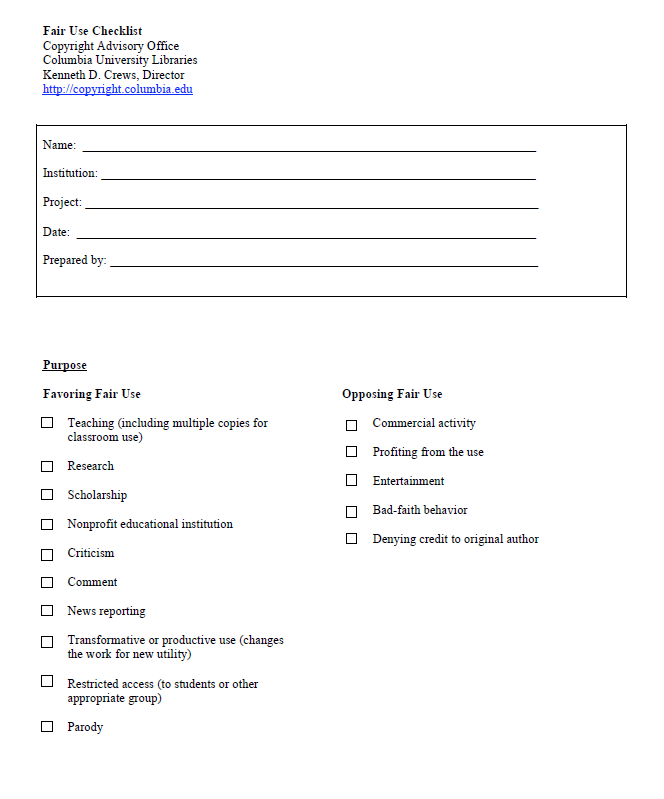 Fair Use Checklist
Copyright Advisory Office
Columbia University Libraries
Kenneth D. Crews, Director
http://copyright.columbia.edu
Name:
Institution:
Project:
Date:
Prepared by:
Purpose
Favoring Fair Use
Teaching (including multiple copies for
classroom use)
Research
Scholarship
Nonprofit educational institution
Criticism
Comment
News reporting
Transformative or productive use (changes
the work for new utility)
Restricted access (to students or other
appropriate group)
Parody
Opposing Fair Use
Commercial activity
Profiting from the use
Entertainment
Bad-faith behavior
Denying credit to original author